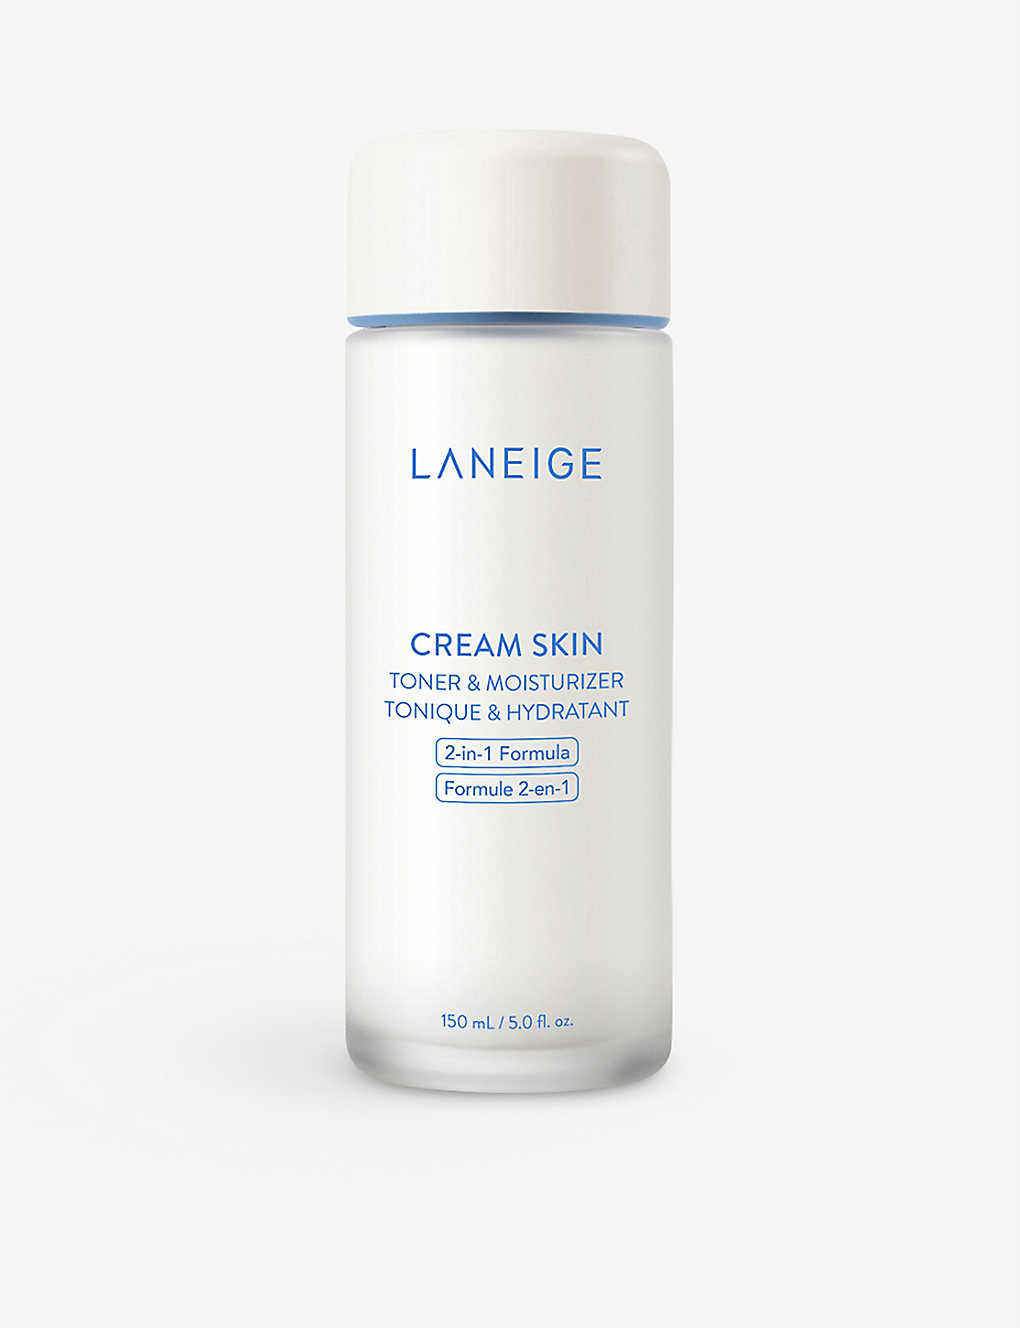 LANEIGE
CREAM SKIN
TONER & MOISTURIZER
TONIQUE & HYDRATANT
2-in-1 Formula
Formule 2-en-1
150 mL / 5.0 fl. oz.